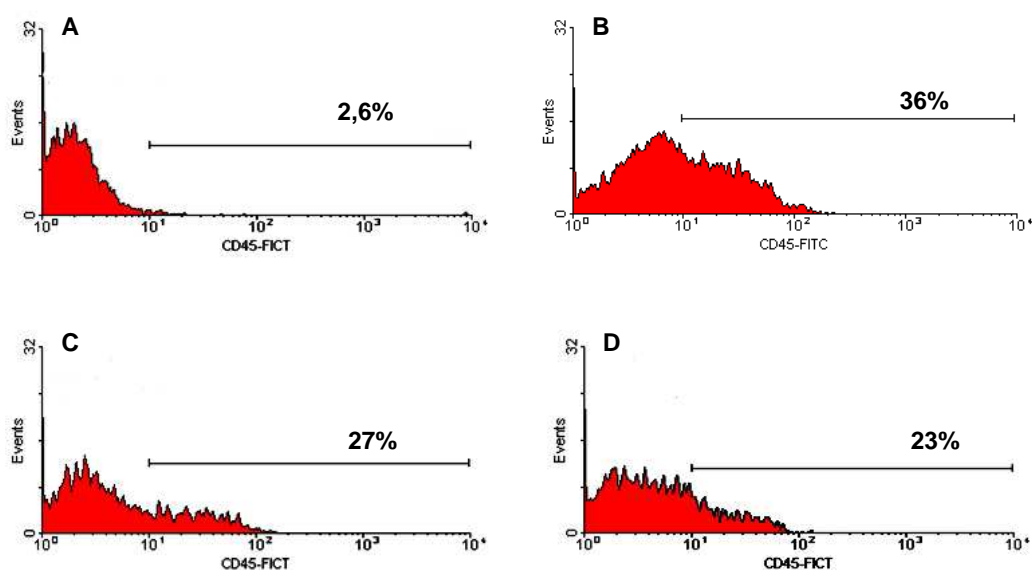 A
32
Events
0
2,6%
10⁰ 10¹ 10² 10³ 10⁴
CD45-FICT
B
32
Events
0
36%
10⁰ 10¹ 10² 10³ 10⁴
CD45-FITC
C
32
Events
0
27%
10⁰ 10¹ 10² 10³ 10⁴
CD45-FICT
D
32
Events
0
23%
10⁰ 10¹ 10² 10³ 10⁴
CD45-FICT